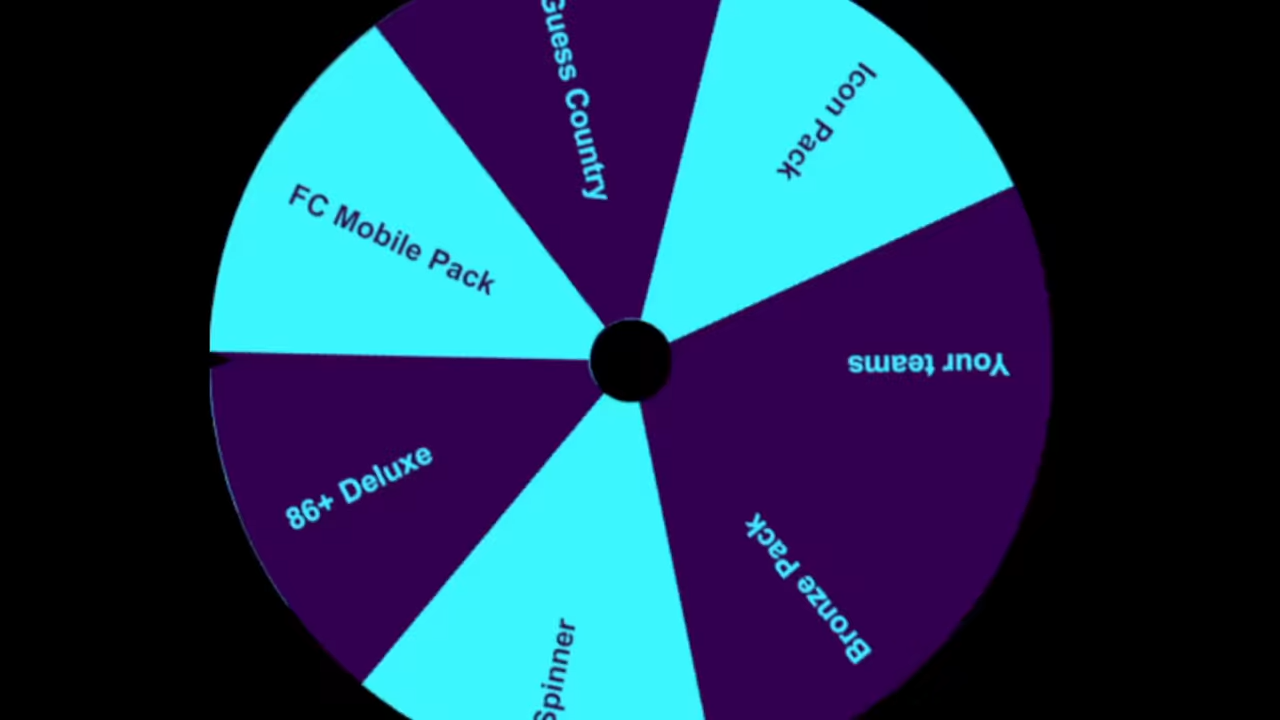 Guess Country
Icon Pack
FC Mobile Pack
Your teams
86+ Deluxe
Bronze Pack
Spinner